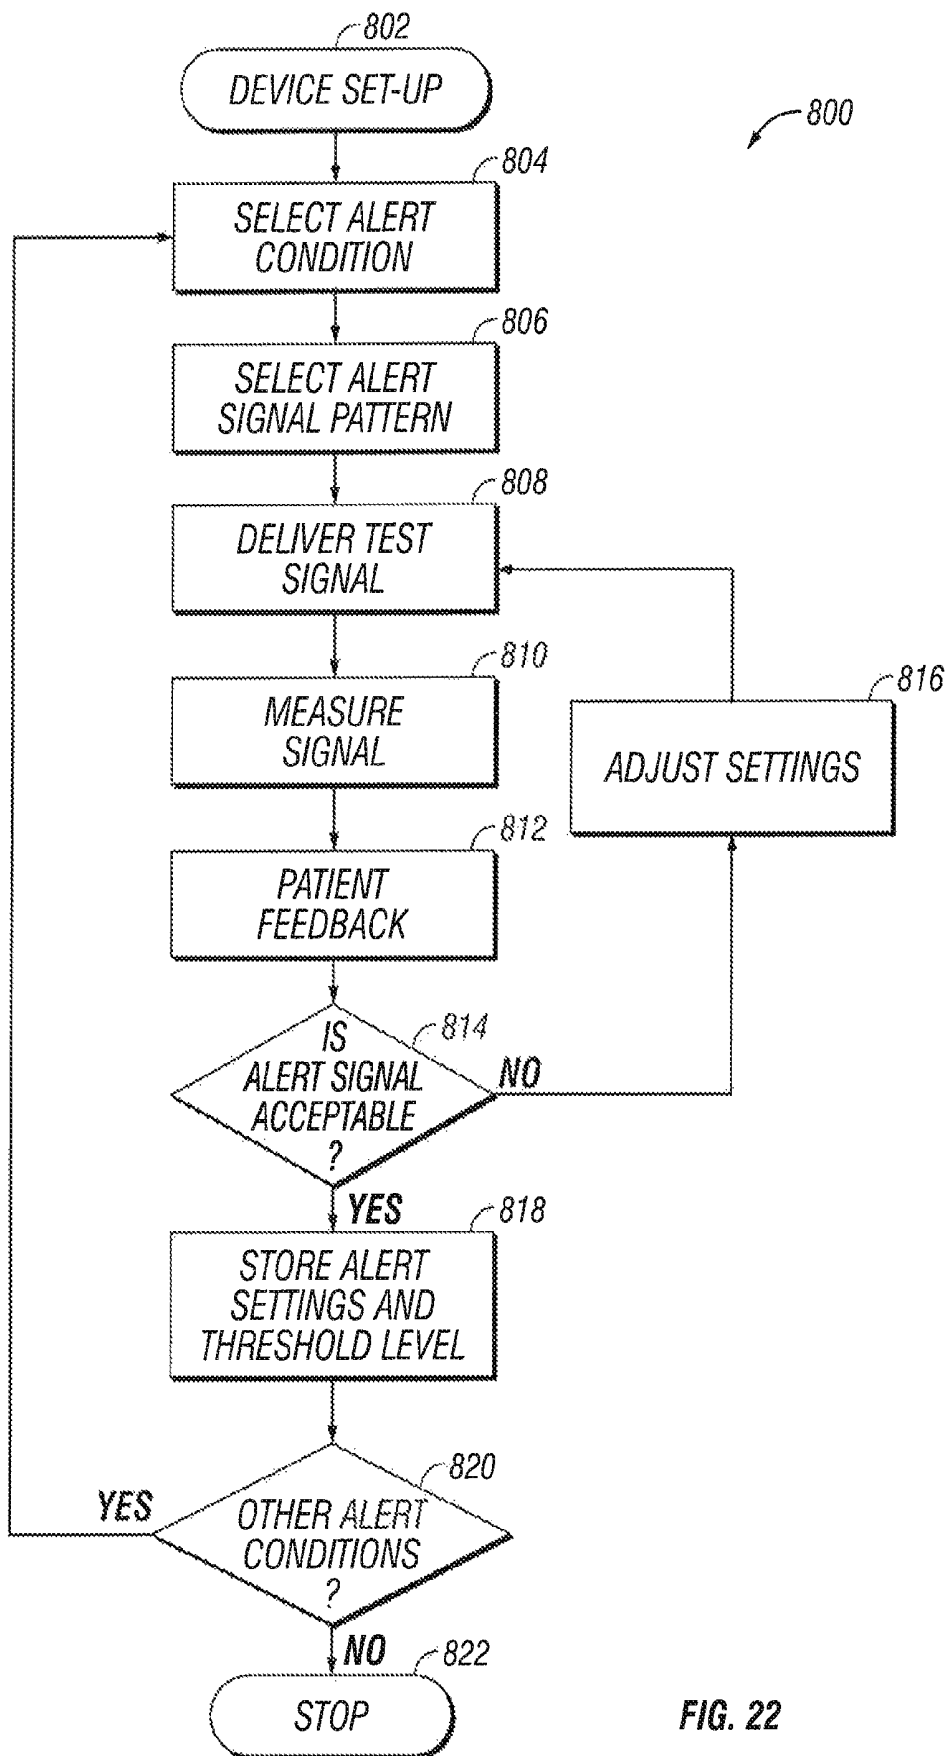 802
DEVICE SET-UP
800
804
SELECT ALERT
CONDITION
806
SELECT ALERT
SIGNAL PATTERN
808
DELIVER TEST
SIGNAL
810
MEASURE
SIGNAL
816
ADJUST SETTINGS
812
PATIENT
FEEDBACK
814
IS
ALERT SIGNAL
ACCEPTABLE
?
NO
YES
818
STORE ALERT
SETTINGS AND
THRESHOLD LEVEL
820
YES
OTHER ALERT
CONDITIONS
?
NO
822
STOP
FIG. 22